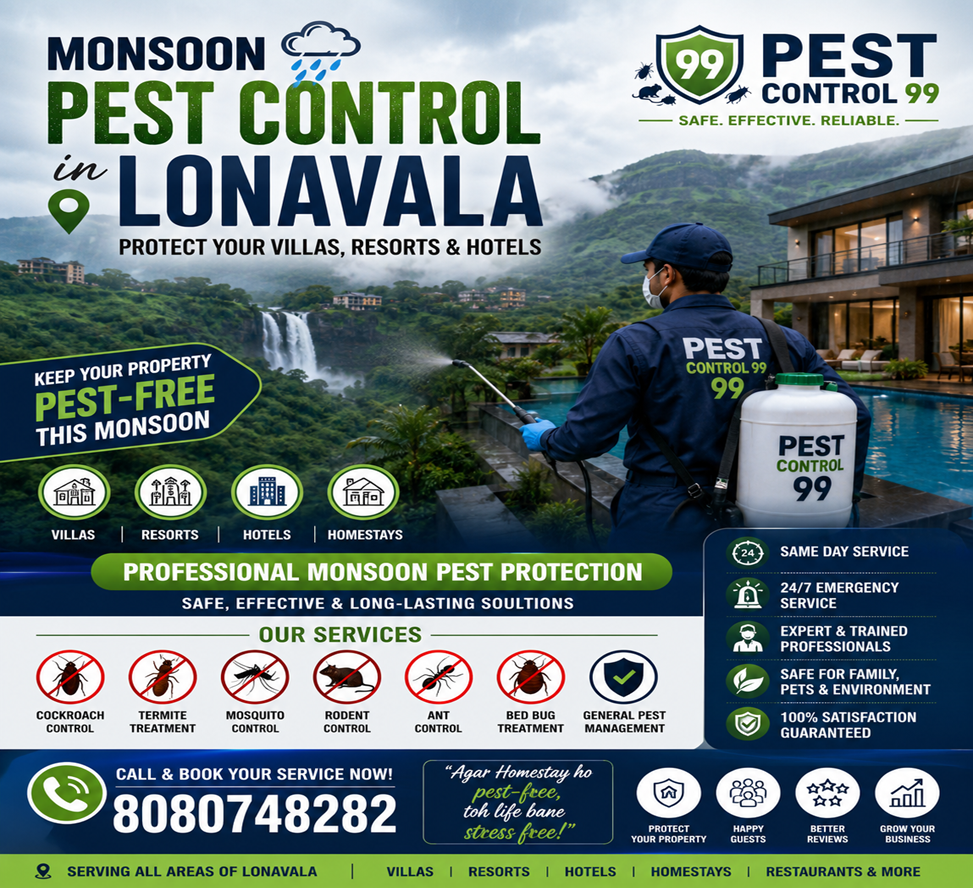 MONSOON
PEST CONTROL
in LONAVALA
PROTECT YOUR VILLAS, RESORTS & HOTELS
99
PEST
CONTROL 99
SAFE. EFFECTIVE. RELIABLE.
KEEP YOUR PROPERTY
PEST-FREE
THIS MONSOON
PEST
CONTROL 99
99
PEST
CONTROL
99
VILLAS | RESORTS | HOTELS | HOMESTAYS
PROFESSIONAL MONSOON PEST PROTECTION
SAFE, EFFECTIVE & LONG-LASTING SOULTIONS
OUR SERVICES
COCKROACH
CONTROL
TERMITE
TREATMENT
MOSQUITO
CONTROL
RODENT
CONTROL
ANT
CONTROL
BED BUG
TREATMENT
GENERAL PEST
MANAGEMENT
24
SAME DAY SERVICE
24/7 EMERGENCY
SERVICE
EXPERT & TRAINED
PROFESSIONALS
SAFE FOR FAMILY,
PETS & ENVIRONMENT
100% SATISFACTION
GUARANTEED
CALL & BOOK YOUR SERVICE NOW!
8080748282
"Agar Homestay ho
pest-free,
toh life bane
stress free!"
PROTECT
YOUR PROPERTY
HAPPY
GUESTS
BETTER
REVIEWS
GROW YOUR
BUSINESS
SERVING ALL AREAS OF LONAVALA | VILLAS | RESORTS | HOTELS | HOMESTAYS | RESTAURANTS & MORE